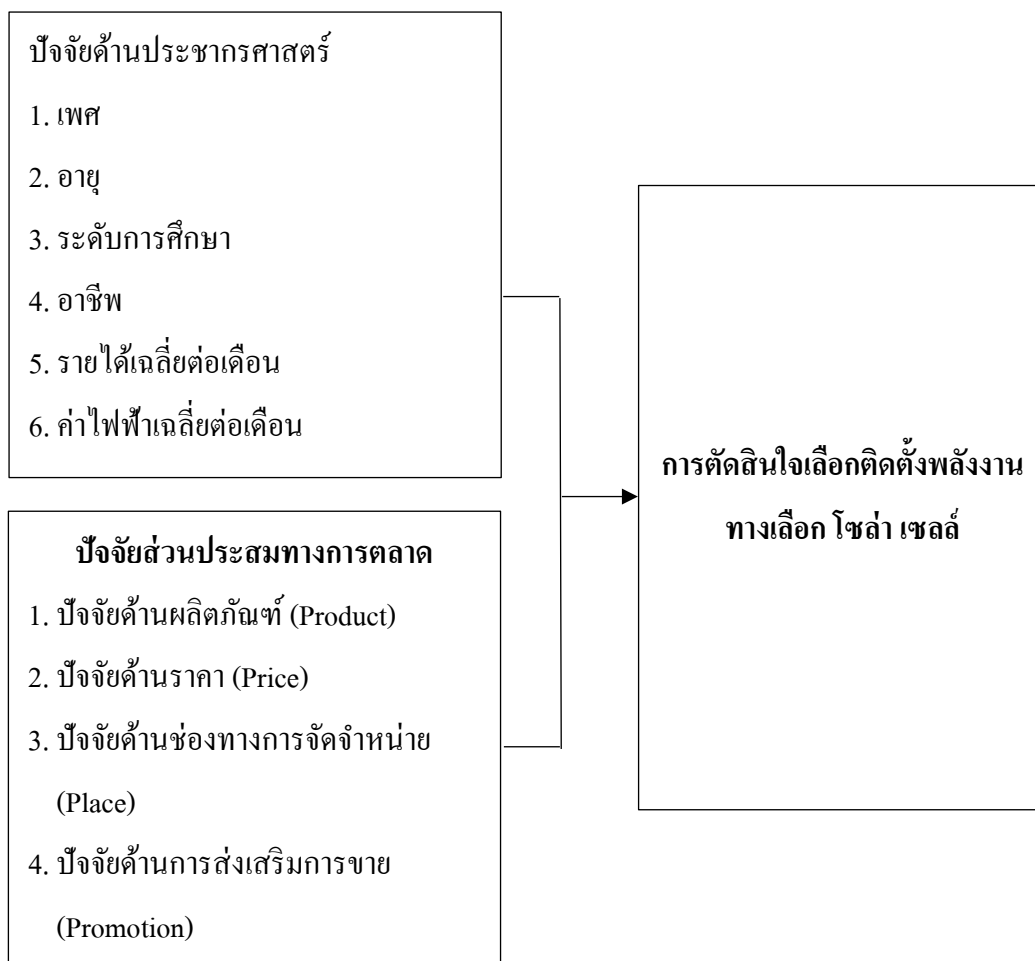 ปัจจัยด้านประชากรศาสตร์
1. เพศ
2. อายุ
3. ระดับการศึกษา
4. อาชีพ
5. รายได้เฉลี่ยต่อเดือน
6. ค่าไฟฟ้าเฉลี่ยต่อเดือน
ปัจจัยส่วนประสมทางการตลาด
1. ปัจจัยด้านผลิตภัณฑ์ (Product)
2. ปัจจัยด้านราคา (Price)
3. ปัจจัยด้านช่องทางการจัดจำหน่าย
(Place)
4. ปัจจัยด้านการส่งเสริมการขาย
(Promotion)
การตัดสินใจเลือกติดตั้งพลังงาน
ทางเลือก โซล่า เซลล์